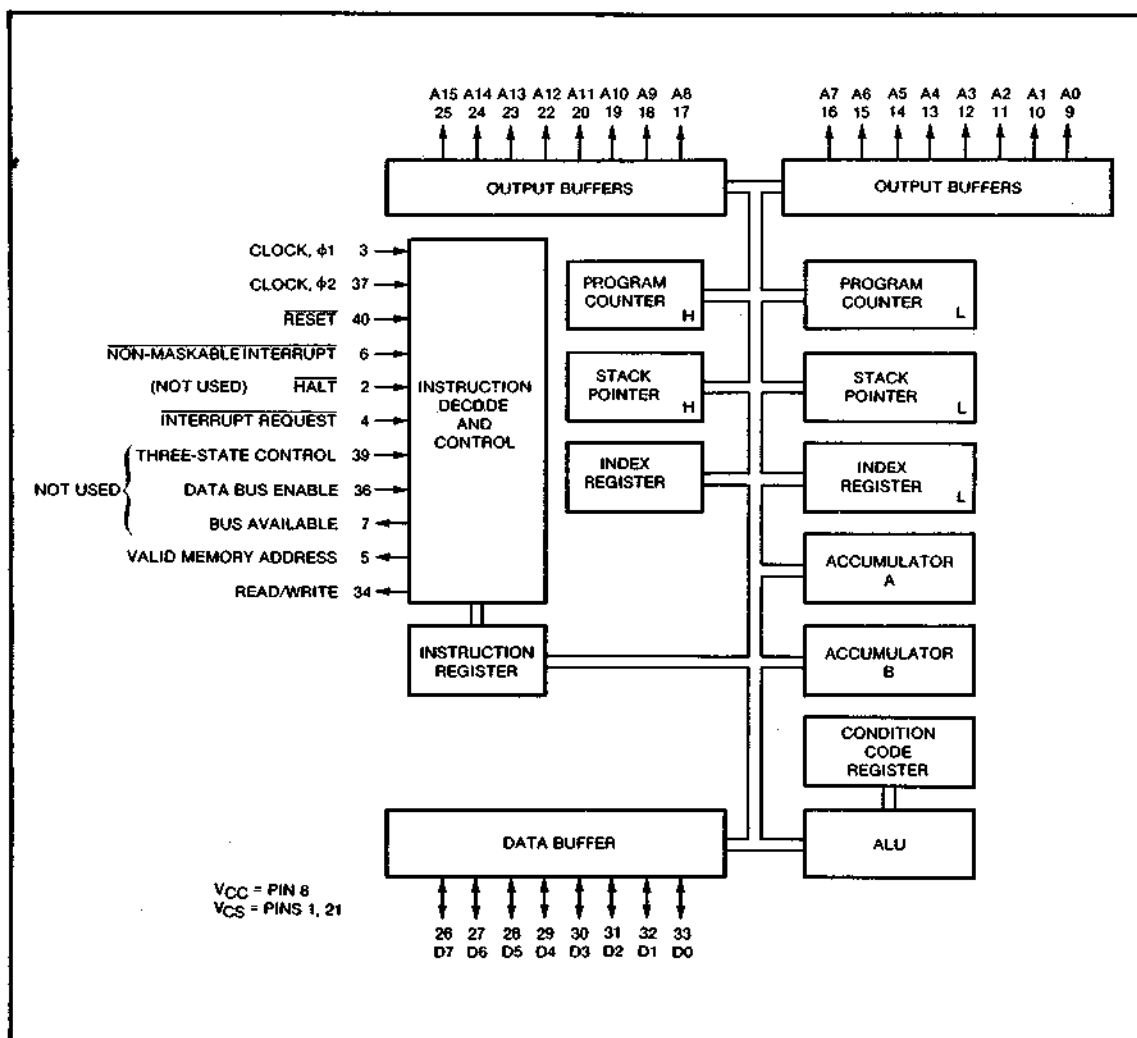 A15 A14 A13 A12 A11 A10 A9 A8
25 24 23 22 20 19 18 17
A7 A6 A5 A4 A3 A2 A1 A0
16 15 14 13 12 11 10 9
OUTPUT BUFFERS
OUTPUT BUFFERS
CLOCK, ϕ1 3
CLOCK, ϕ2 37
RESET 40
NON-MASKABLE INTERRUPT 6
(NOT USED) HALT 2
INTERRUPT REQUEST 4
THREE-STATE CONTROL 39
NOT USED
DATA BUS ENABLE 36
BUS AVAILABLE 7
VALID MEMORY ADDRESS 5
READ/WRITE 34
INSTRUCTION
DECODE
AND
CONTROL
INSTRUCTION
REGISTER
PROGRAM
COUNTER
H
PROGRAM
COUNTER
L
STACK
POINTER
H
STACK
POINTER
L
INDEX
REGISTER
INDEX
REGISTER
L
ACCUMULATOR
A
ACCUMULATOR
B
CONDITION
CODE
REGISTER
ALU
DATA BUFFER
VCC = PIN 8
VCS = PINS 1, 21
26 27 28 29 30 31 32 33
D7 D6 D5 D4 D3 D2 D1 D0